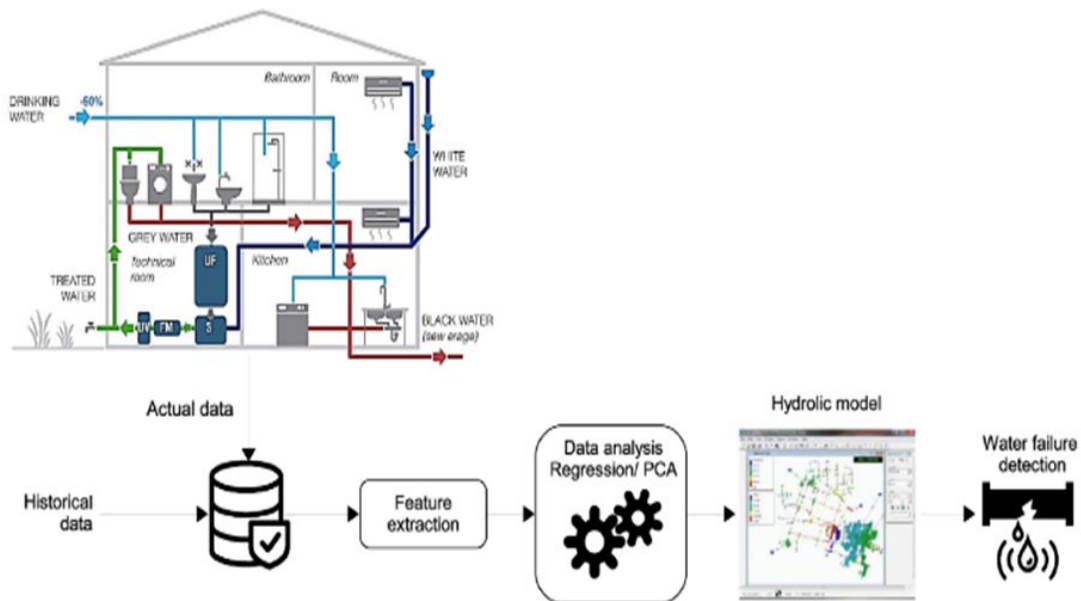 Bathroom
Room
DRINKING
WATER
-50%
WHITE
WATER
GREY WATER
Technical
room
UF
Kitchen
TREATED
WATER
UV
FM
S
BLACK WATER
(sew erage)
Actual data
Historical
data
Feature
extraction
Data analysis
Regression/ PCA
Hydrolic model
Water failure
detection